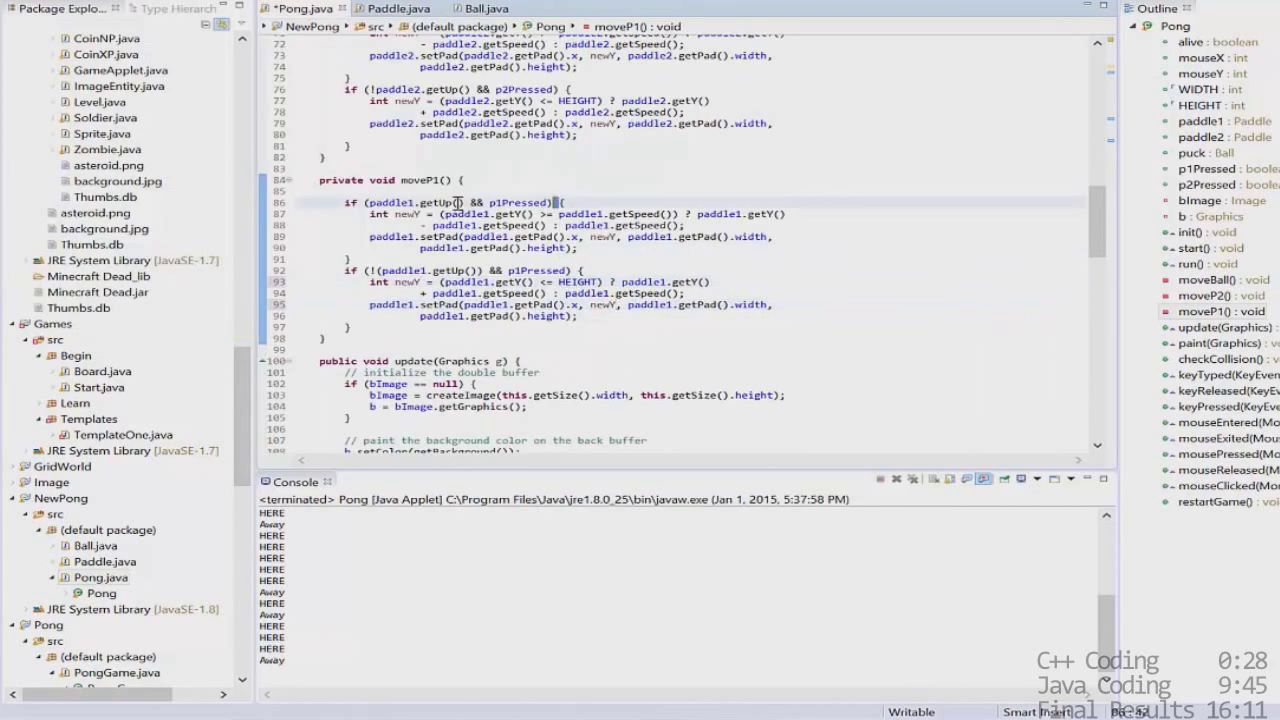 Package Explo...
Type Hierarch
CoinNP.java
CoinXP.java
GameApplet.java
ImageEntity.java
Level.java
Soldier.java
Sprite.java
Zombie.java
asteroid.png
background.jpg
Thumbs.db
asteroid.png
background.jpg
Thumbs.db
JRE System Library [JavaSE-1.7]
Minecraft Dead_lib
Minecraft Dead.jar
Thumbs.db
Games
src
Begin
Board.java
Start.java
Learn
Templates
TemplateOne.java
JRE System Library [JavaSE-1.7]
GridWorld
Image
NewPong
src
(default package)
Ball.java
Paddle.java
Pong.java
Pong
JRE System Library [JavaSE-1.8]
Pong
src
(default package)
PongGame.java
*Pong.java
Paddle.java
Ball.java
NewPong
src
(default package)
Pong
moveP1() : void
72 - paddle2.getSpeed() : paddle2.getSpeed();
73 paddle2.setPad(paddle2.getPad().x, newY, paddle2.getPad().width,
74 paddle2.getPad().height);
75 }
76 if (!paddle2.getUp() && p2Pressed) {
77 int newY = (paddle2.getY() <= HEIGHT) ? paddle2.getY()
78 + paddle2.getSpeed() : paddle2.getSpeed();
79 paddle2.setPad(paddle2.getPad().x, newY, paddle2.getPad().width,
80 paddle2.getPad().height);
81 }
82 }
83
84 private void moveP1() {
85
86 if (paddle1.getUp() && p1Pressed) {
87 int newY = (paddle1.getY() >= paddle1.getSpeed()) ? paddle1.getY()
88 - paddle1.getSpeed() : paddle1.getSpeed();
89 paddle1.setPad(paddle1.getPad().x, newY, paddle1.getPad().width,
90 paddle1.getPad().height);
91 }
92 if (!(paddle1.getUp()) && p1Pressed) {
93 int newY = (paddle1.getY() <= HEIGHT) ? paddle1.getY()
94 + paddle1.getSpeed() : paddle1.getSpeed();
95 paddle1.setPad(paddle1.getPad().x, newY, paddle1.getPad().width,
96 paddle1.getPad().height);
97 }
98 }
99
100 public void update(Graphics g) {
101 // initialize the double buffer
102 if (bImage == null) {
103 bImage = createImage(this.getSize().width, this.getSize().height);
104 b = bImage.getGraphics();
105 }
106
107 // paint the background color on the back buffer
b.setColor(getBackground());
Console
<terminated> Pong [Java Applet] C:\Program Files\Java\jre1.8.0_25\bin\javaw.exe (Jan 1, 2015, 5:37:58 PM)
HERE
Away
HERE
HERE
HERE
HERE
HERE
Away
HERE
Away
HERE
HERE
HERE
Away
Outline
Pong
alive : boolean
mouseX : int
mouseY : int
WIDTH : int
HEIGHT : int
paddle1 : Paddle
paddle2 : Paddle
puck : Ball
p1Pressed : boolean
p2Pressed : boolean
bImage : Image
b : Graphics
init() : void
start() : void
run() : void
moveBall() : void
moveP2() : void
moveP1() : void
update(Graphics)
paint(Graphics) :
checkCollision() :
keyTyped(KeyEven
keyReleased(KeyE
keyPressed(KeyEve
mouseEntered(Mo
mouseExited(Mou
mousePressed(Mo
mouseReleased(M
mouseClicked(Mou
restartGame() : voi
Writable
Smart Insert
C++ Coding 0:28
Java Coding 9:45
Final Results 16:11